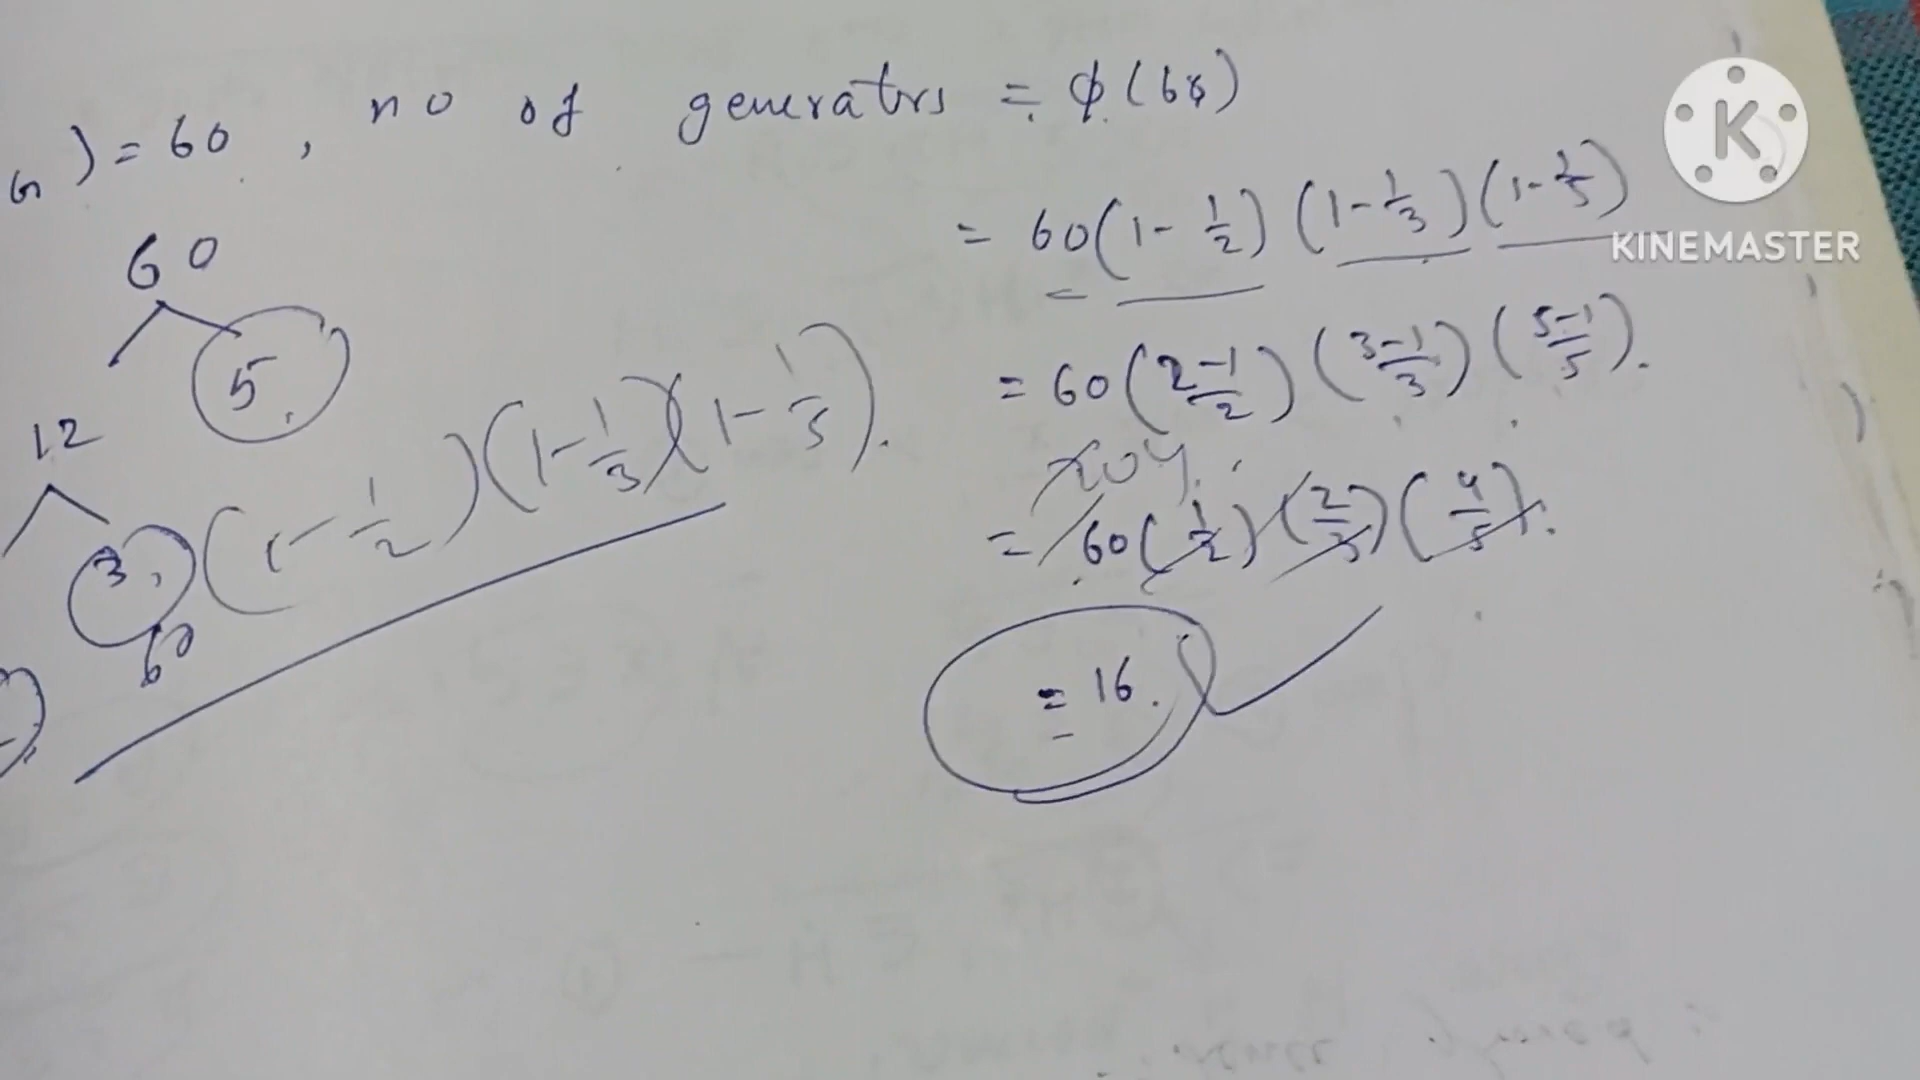 G) = 60 , no of generatrs = φ(60)
= 60(1 - 1/2) (1 - 1/3) (1 - 1/5)
K
KINEMASTER
60
5
= 60 (2-1/2) (3-1/3) (5-1/5).
12
(1 - 1/2) (1 - 1/3) (1 - 1/5).
3,
60
= 60 (1/2) (2/3) (4/5).
= 16.